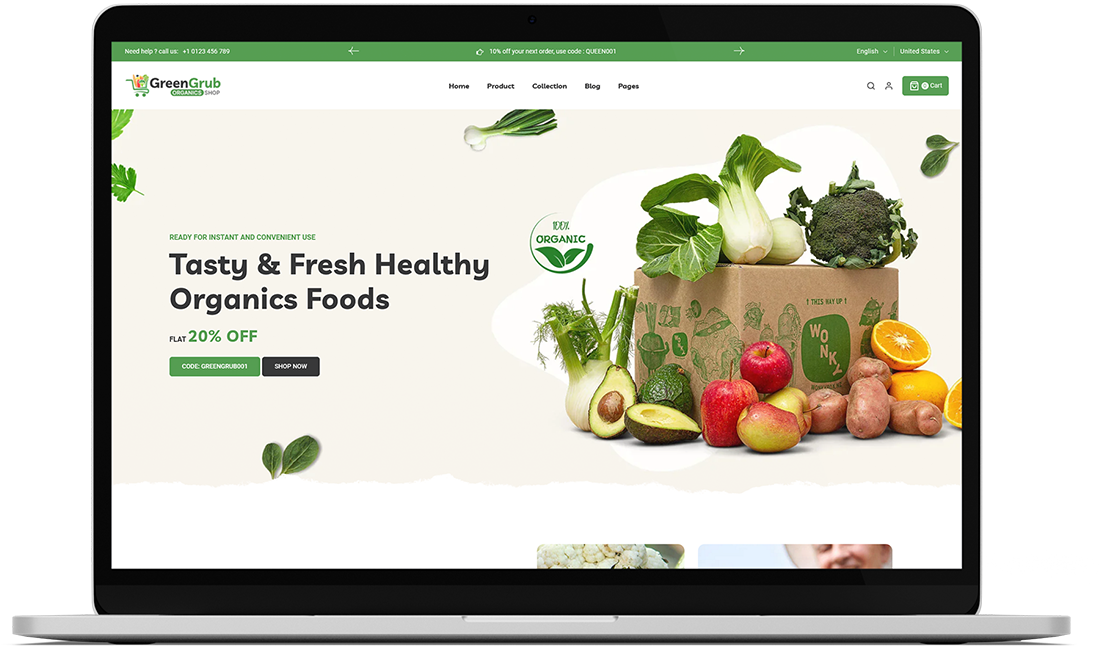 Need help ? call us: +1 0123 456 789
10% off your next order, use code : QUEEN001
English
United States
GreenGrub
ORGANICS SHOP
Home
Product
Collection
Blog
Pages
0 Cart
READY FOR INSTANT AND CONVENIENT USE
Tasty & Fresh Healthy
Organics Foods
FLAT 20% OFF
CODE: GREENGRUB001
SHOP NOW
100%
ORGANIC
! THIS WAY UP !
WONKY